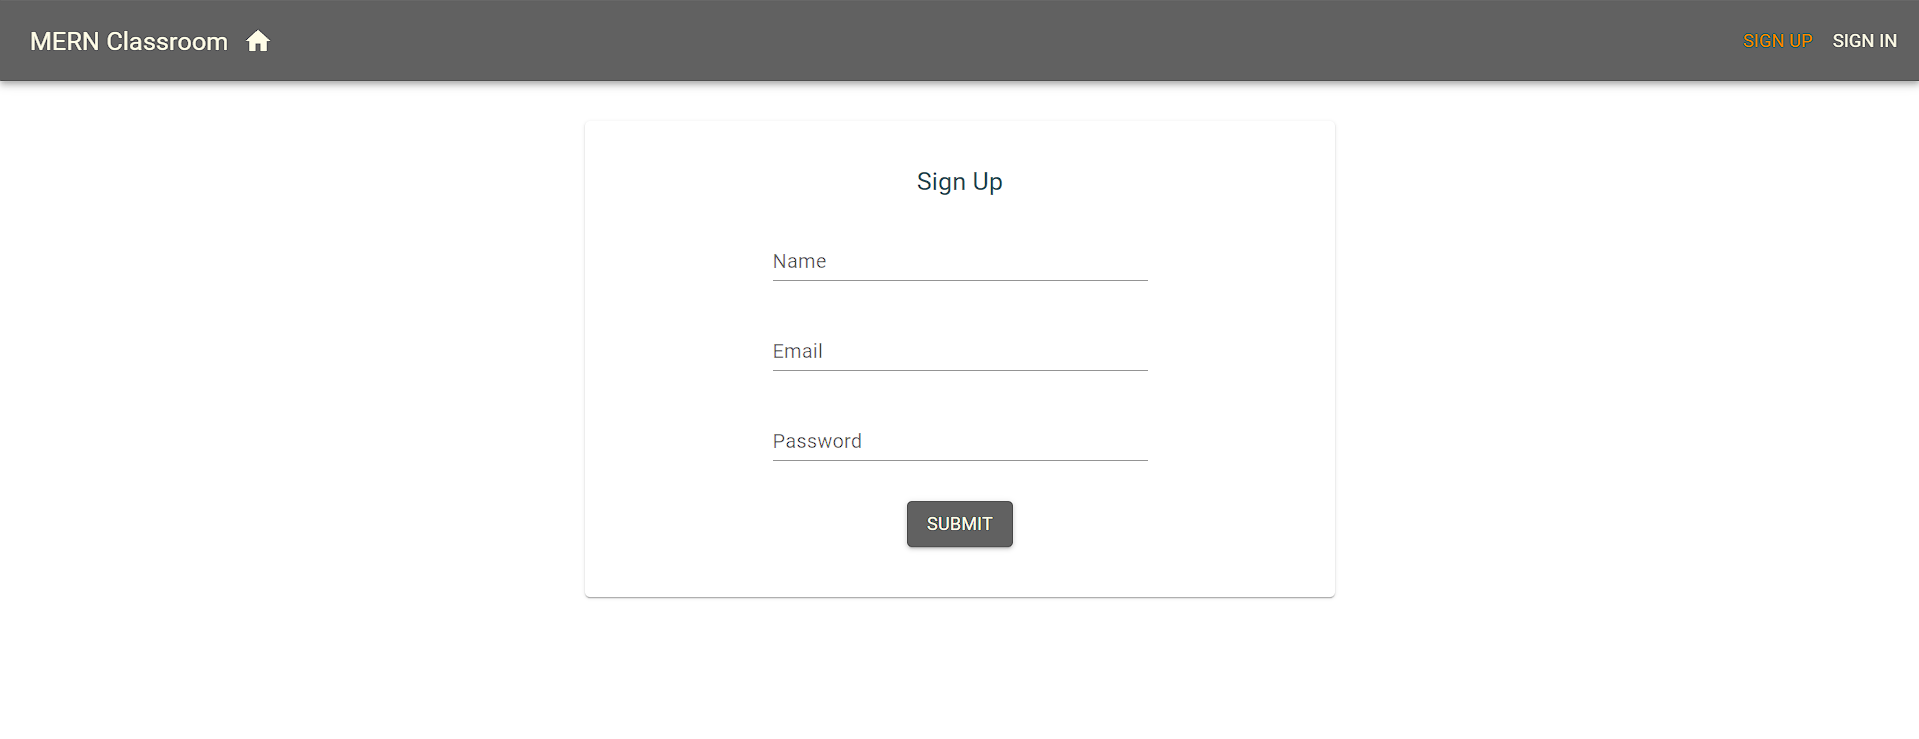 MERN Classroom
SIGN UP
SIGN IN
Sign Up
Name
Email
Password
SUBMIT